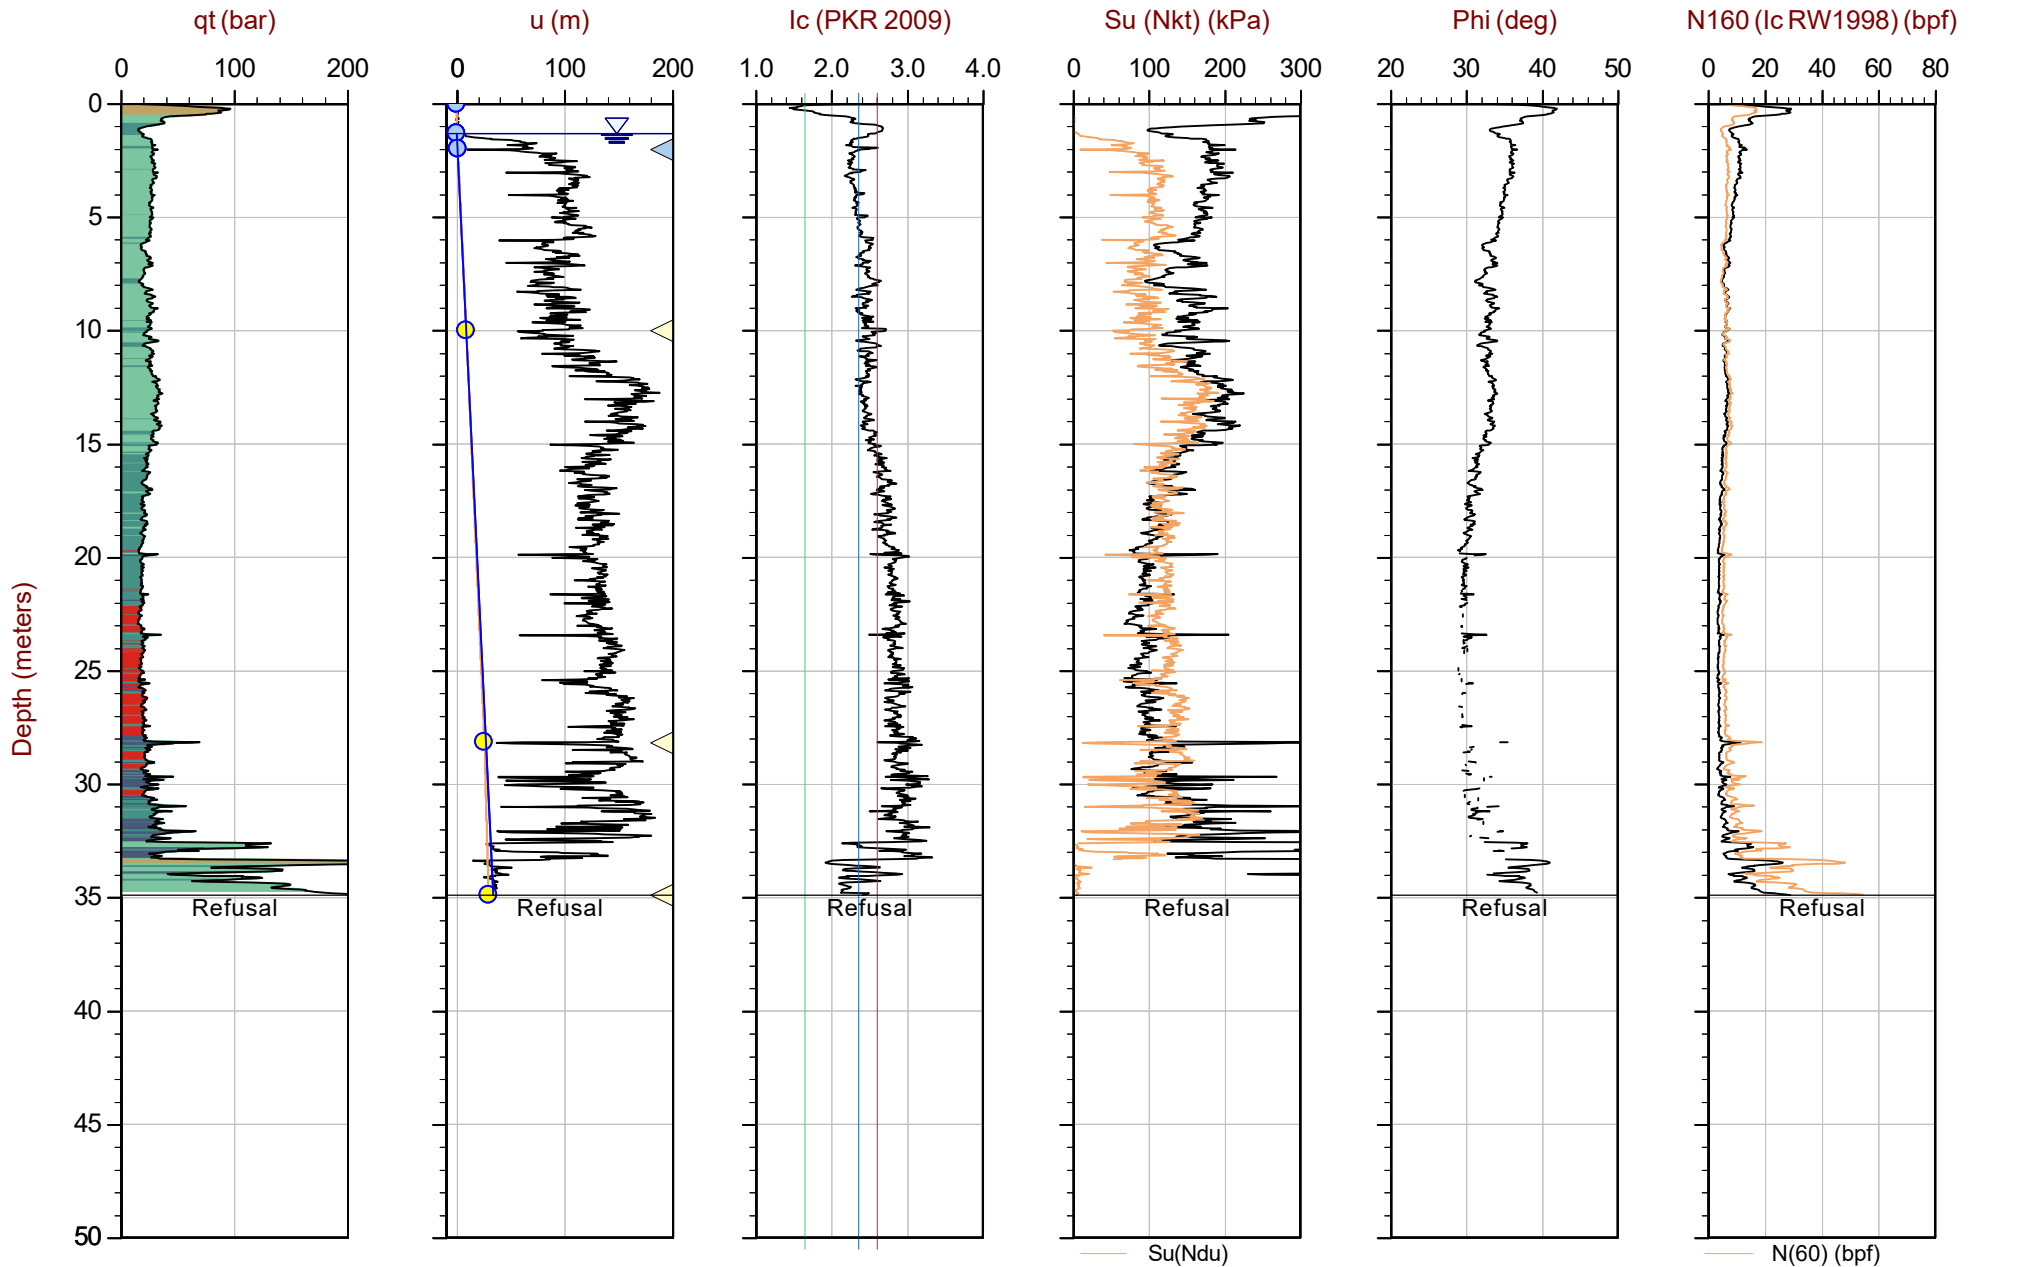 qt (bar) u (m) Ic (PKR 2009) Su (Nkt) (kPa) Phi (deg) N160 (Ic RW1998) (bpf)
0 100 200 0 100 200 1.0 2.0 3.0 4.0 0 100 200 300 20 30 40 50 0 20 40 60 80
0
5
10
15
20
25
30
35
40
45
50
Depth (meters)
Refusal Refusal Refusal Refusal Refusal Refusal
Su(Ndu) N(60) (bpf)